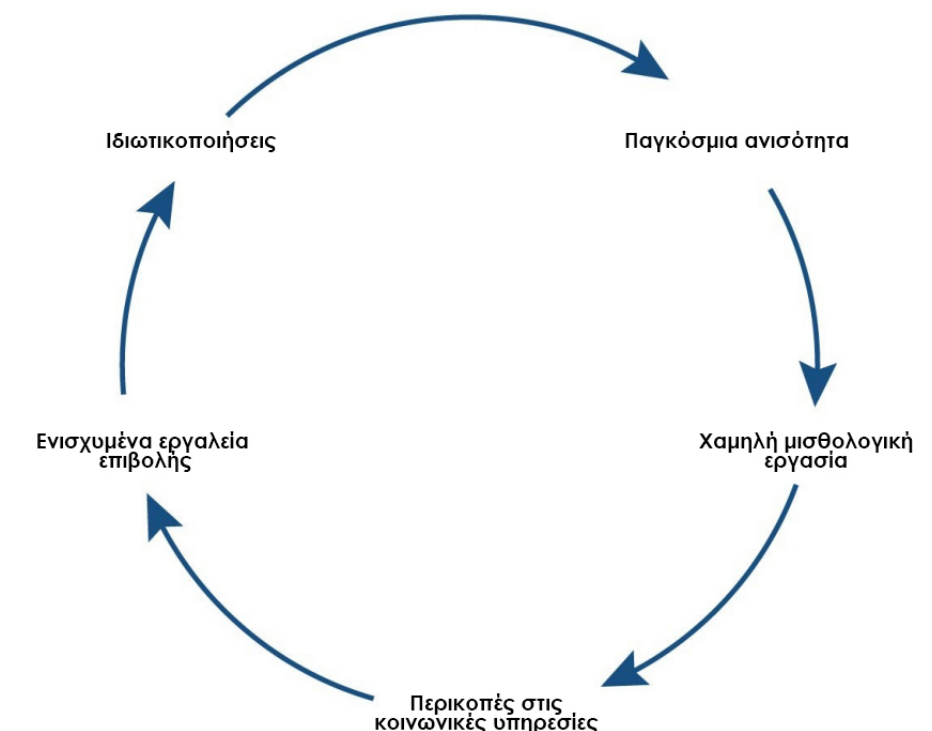 Ιδιωτικοποιήσεις
Παγκόσμια ανισότητα
Ενισχυμένα εργαλεία
επιβολής
Χαμηλή μισθολογική
εργασία
Περικοπές στις
κοινωνικές υπηρεσίες